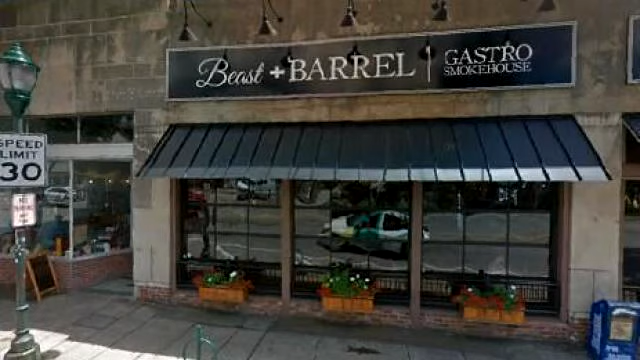 Beast + BARREL | GASTRO
SMOKEHOUSE
SPEED
LIMIT
30